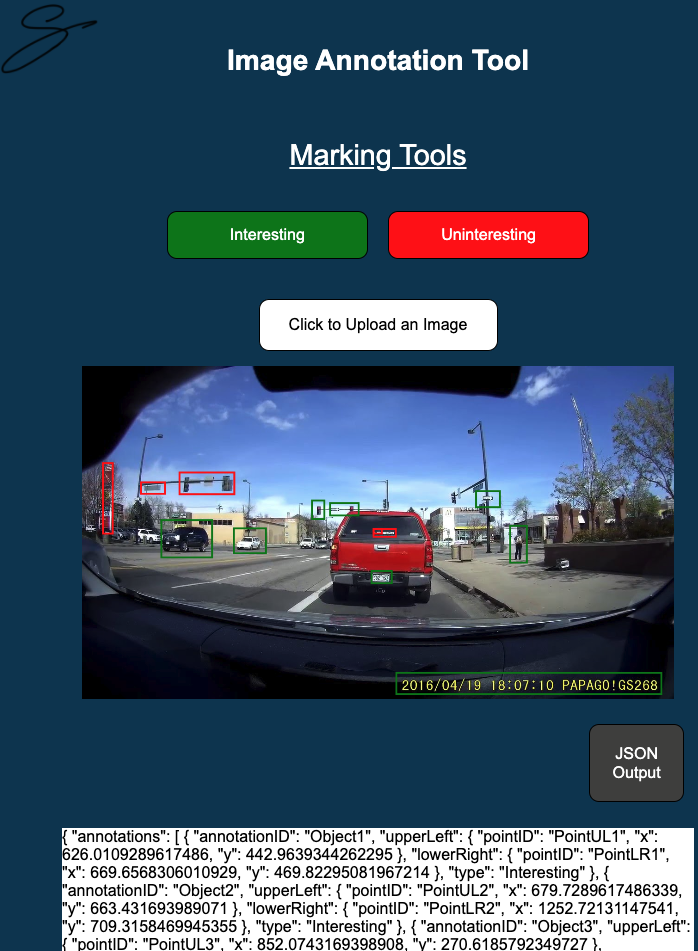 Image Annotation Tool
Marking Tools
Interesting
Uninteresting
Click to Upload an Image
2016/04/19 18:07:10 PAPAGO!GS268
JSON
Output
{ "annotations": [ { "annotationID": "Object1", "upperLeft": { "pointID": "PointUL1", "x":
626.0109289617486, "y": 442.9639344262295 }, "lowerRight": { "pointID": "PointLR1",
"x": 669.6568306010929, "y": 469.82295081967214 }, "type": "Interesting" }, {
"annotationID": "Object2", "upperLeft": { "pointID": "PointUL2", "x": 679.7289617486339,
"y": 663.431693989071 }, "lowerRight": { "pointID": "PointLR2", "x": 1252.72131147541,
"y": 709.3158469945355 }, "type": "Interesting" }, { "annotationID": "Object3", "upperLeft":
{ "pointID": "PointUL3", "x": 852.0743169398908, "y": 270.6185792349727 },